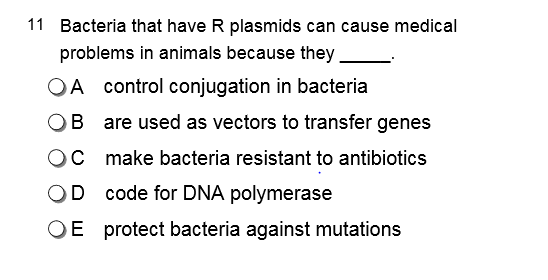 11 Bacteria that have R plasmids can cause medical
problems in animals because they _____.
A control conjugation in bacteria
B are used as vectors to transfer genes
C make bacteria resistant to antibiotics
D code for DNA polymerase
E protect bacteria against mutations